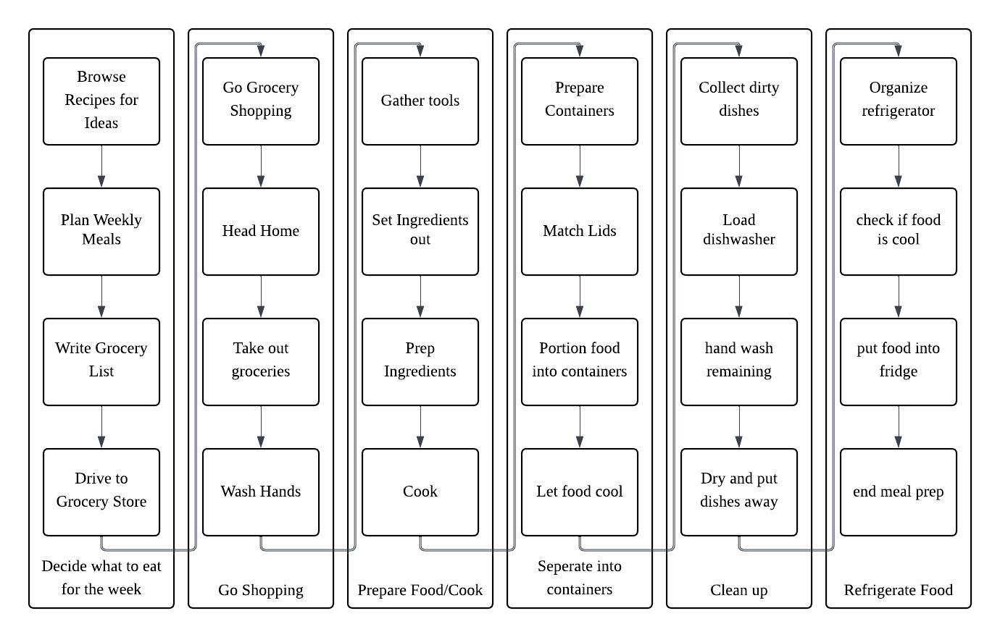 Browse
Recipes for
Ideas
Plan Weekly
Meals
Write Grocery
List
Drive to
Grocery Store
Decide what to eat
for the week
Go Grocery
Shopping
Head Home
Take out
groceries
Wash Hands
Go Shopping
Gather tools
Set Ingredients
out
Prep
Ingredients
Cook
Prepare Food/Cook
Prepare
Containers
Match Lids
Portion food
into containers
Let food cool
Seperate into
containers
Collect dirty
dishes
Load
dishwasher
hand wash
remaining
Dry and put
dishes away
Clean up
Organize
refrigerator
check if food
is cool
put food into
fridge
end meal prep
Refrigerate Food